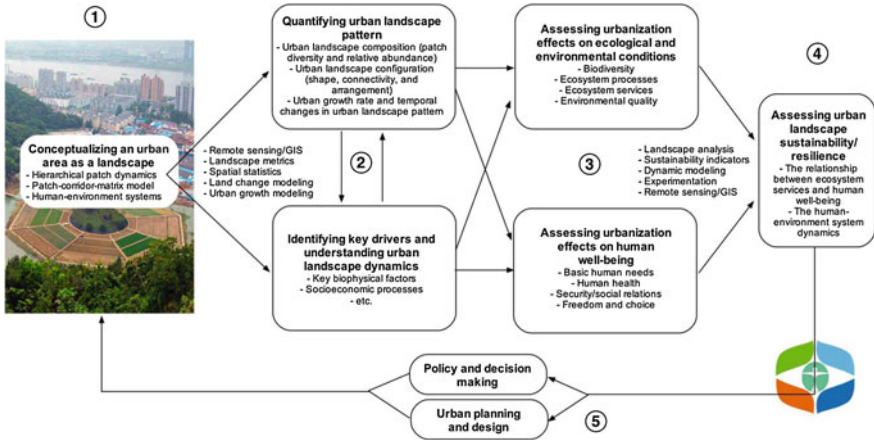 ①
Conceptualizing an urban
area as a landscape
- Hierarchical patch dynamics
- Patch-corridor-matrix model
- Human-environment systems
- Remote sensing/GIS
- Landscape metrics
- Spatial statistics
- Land change modeling
- Urban growth modeling
Quantifying urban landscape
pattern
- Urban landscape composition (patch
diversity and relative abundance)
- Urban landscape configuration
(shape, connectivity, and
arrangement)
- Urban growth rate and temporal
changes in urban landscape pattern
②
Identifying key drivers and
understanding urban
landscape dynamics
- Key biophysical factors
- Socioeconomic processes
- etc.
Assessing urbanization
effects on ecological and
environmental conditions
- Biodiversity
- Ecosystem processes
- Ecosystem services
- Environmental quality
③
- Landscape analysis
- Sustainability indicators
- Dynamic modeling
- Experimentation
- Remote sensing/GIS
Assessing urbanization
effects on human
well-being
- Basic human needs
- Human health
- Security/social relations
- Freedom and choice
④
Assessing urban
landscape
sustainability/
resilience
- The relationship
between ecosystem
services and human
well-being
- The human-
environment system
dynamics
Policy and decision
making
Urban planning
and design
⑤